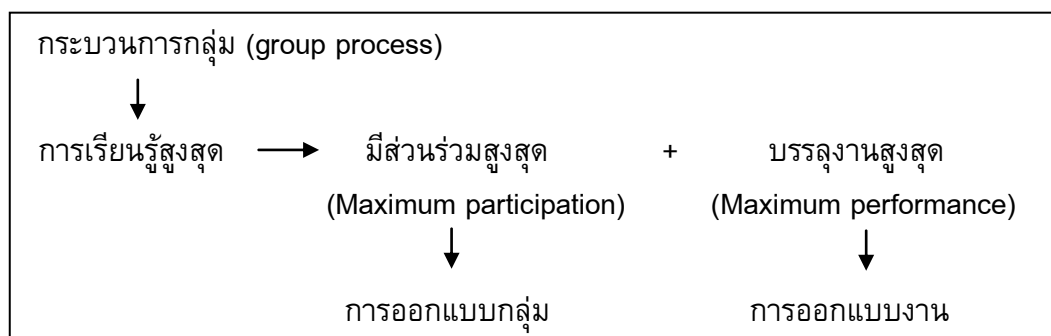 กระบวนการกลุ่ม (group process)
การเรียนรู้สูงสุด มีส่วนร่วมสูงสุด + บรรลุงานสูงสุด
(Maximum participation) (Maximum performance)
การออกแบบกลุ่ม การออกแบบงาน